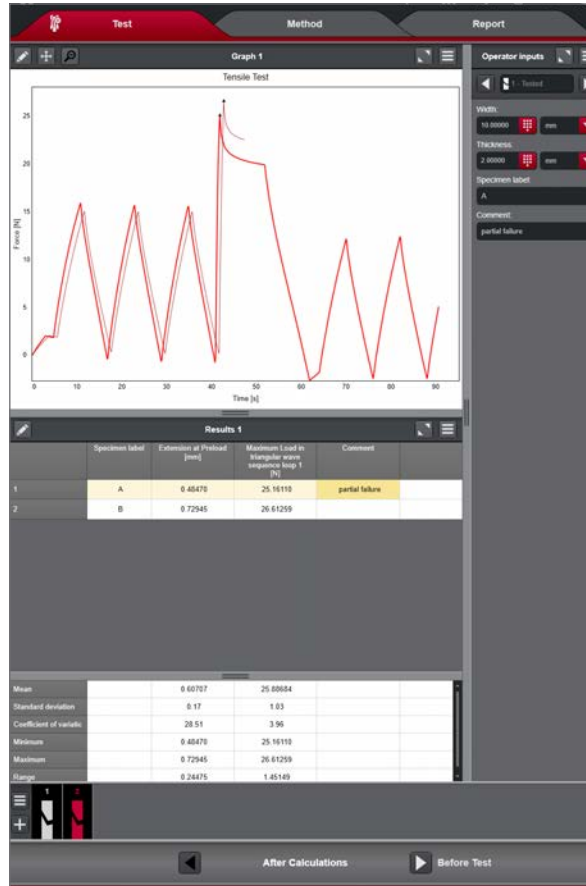 Test
Method
Report
Graph 1
Operator inputs
Tensile Test
1 - Tested
Width:
10.00000
mm
Thickness:
2.00000
mm
Specimen label:
A
Comment:
partial failure
Force [N]
25
20
15
10
5
0
0 10 20 30 40 50 60 70 80 90
Time [s]
Results 1
Specimen label
Extension at Preload [mm]
Maximum Load in triangular wave sequence loop 1 [N]
Comment
1 A 0.48470 25.16110 partial failure
2 B 0.72945 26.61259
Mean 0.60707 25.88684
Standard deviation 0.17 1.03
Coefficient of variatic 28.51 3.96
Minimum 0.48470 25.16110
Maximum 0.72945 26.61259
Range 0.24475 1.45149
1 2
After Calculations
Before Test